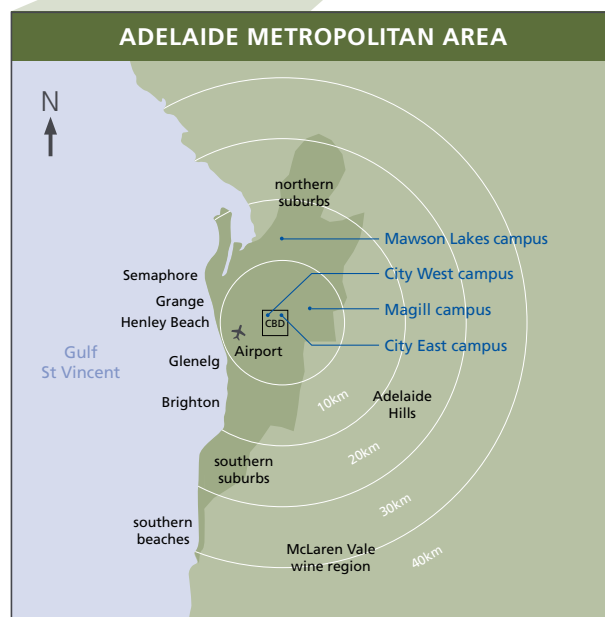 ADELAIDE METROPOLITAN AREA
N
northern
suburbs
Mawson Lakes campus
City West campus
Semaphore
Grange
Magill campus
Henley Beach
CBD
City East campus
Airport
Gulf
St Vincent
Glenelg
Brighton
10km
Adelaide
Hills
20km
southern
suburbs
30km
southern
beaches
McLaren Vale
wine region
40km